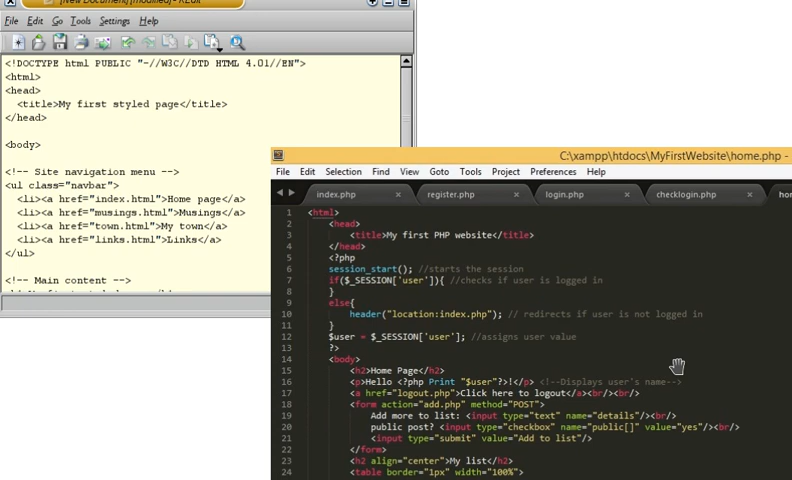 [New Document] [modified] - KEdit
File Edit Go Tools Settings Help
<!DOCTYPE html PUBLIC "-//W3C//DTD HTML 4.01//EN">
<html>
<head>
  <title>My first styled page</title>
</head>
<body>
<!-- Site navigation menu -->
<ul class="navbar">
  <li><a href="index.html">Home page</a>
  <li><a href="musings.html">Musings</a>
  <li><a href="town.html">My town</a>
  <li><a href="links.html">Links</a>
</ul>
<!-- Main content -->
C:\xampp\htdocs\MyFirstWebsite\home.php -
File Edit Selection Find View Goto Tools Project Preferences Help
index.php × register.php × login.php × checklogin.php × hor
1 <html>
2     <head>
3         <title>My first PHP website</title>
4     </head>
5     <?php
6     session_start(); //starts the session
7     if($_SESSION['user']){ //checks if user is logged in
8     }
9     else{
10         header("location:index.php"); // redirects if user is not logged in
11     }
12     $user = $_SESSION['user']; //assigns user value
13     ?>
14     <body>
15         <h2>Home Page</h2>
16         <p>Hello <?php Print "$user"?>!</p> <!--Displays user's name-->
17         <a href="logout.php">Click here to logout</a><br/><br/>
18         <form action="add.php" method="POST">
19             Add more to list: <input type="text" name="details"/><br/>
20             public post? <input type="checkbox" name="public[]" value="yes"/><br/>
21             <input type="submit" value="Add to list"/>
22         </form>
23         <h2 align="center">My list</h2>
24         <table border="1px" width="100%">